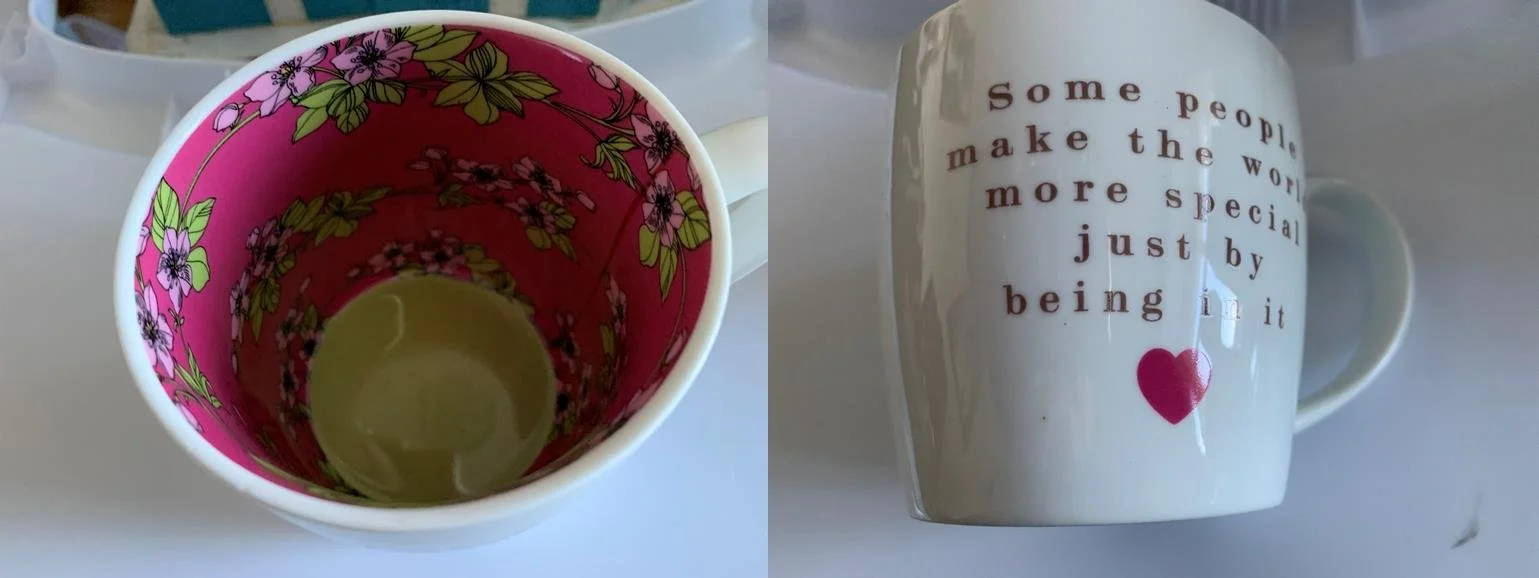 Some people
make the worl
more special
just by
being in it